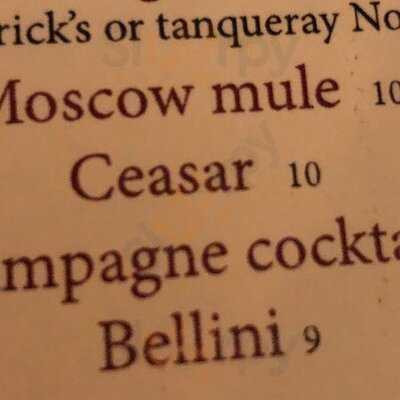 rick's or tanqueray No
Moscow mule 10
Ceasar 10
mpagne cockta
Bellini 9